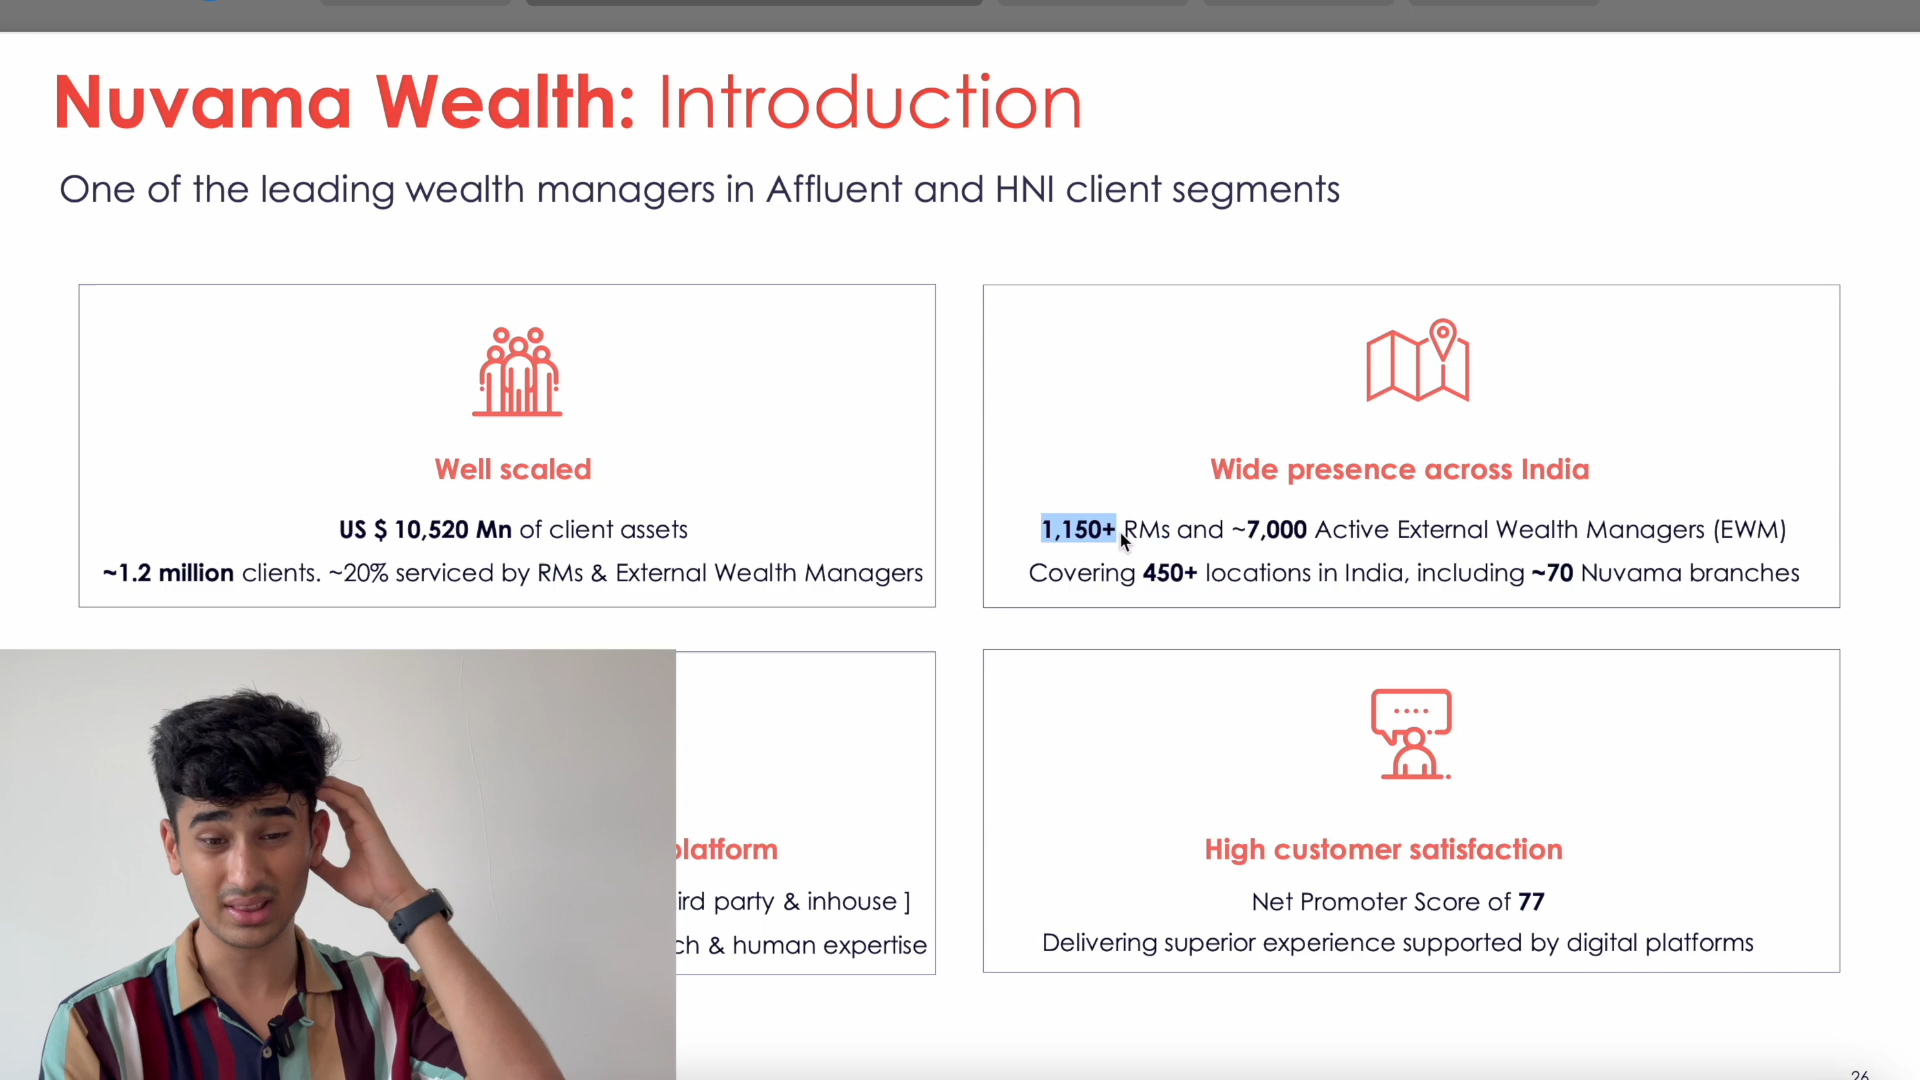 Nuvama Wealth: Introduction
One of the leading wealth managers in Affluent and HNI client segments
Well scaled
US $ 10,520 Mn of client assets
~1.2 million clients. ~20% serviced by RMs & External Wealth Managers
Wide presence across India
1,150+ RMs and ~7,000 Active External Wealth Managers (EWM)
Covering 450+ locations in India, including ~70 Nuvama branches
platform
ird party & inhouse ]
ch & human expertise
High customer satisfaction
Net Promoter Score of 77
Delivering superior experience supported by digital platforms
26